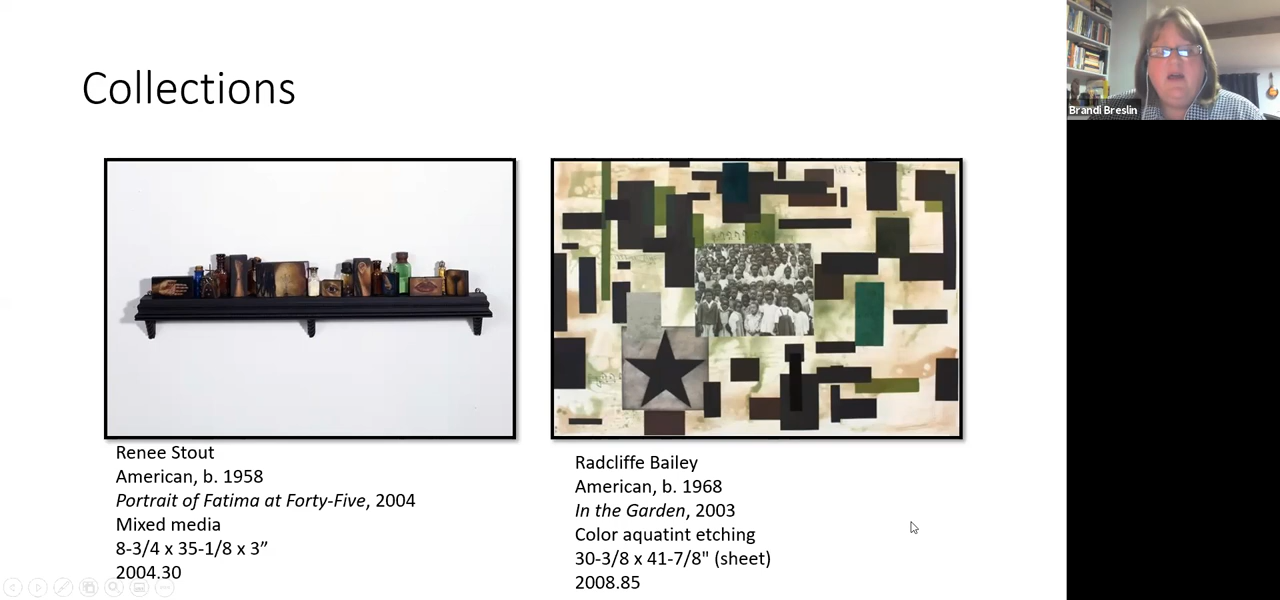 Collections
Renee Stout
American, b. 1958
Portrait of Fatima at Forty-Five, 2004
Mixed media
8-3/4 x 35-1/8 x 3”
2004.30
Radcliffe Bailey
American, b. 1968
In the Garden, 2003
Color aquatint etching
30-3/8 x 41-7/8" (sheet)
2008.85
Brandi Breslin